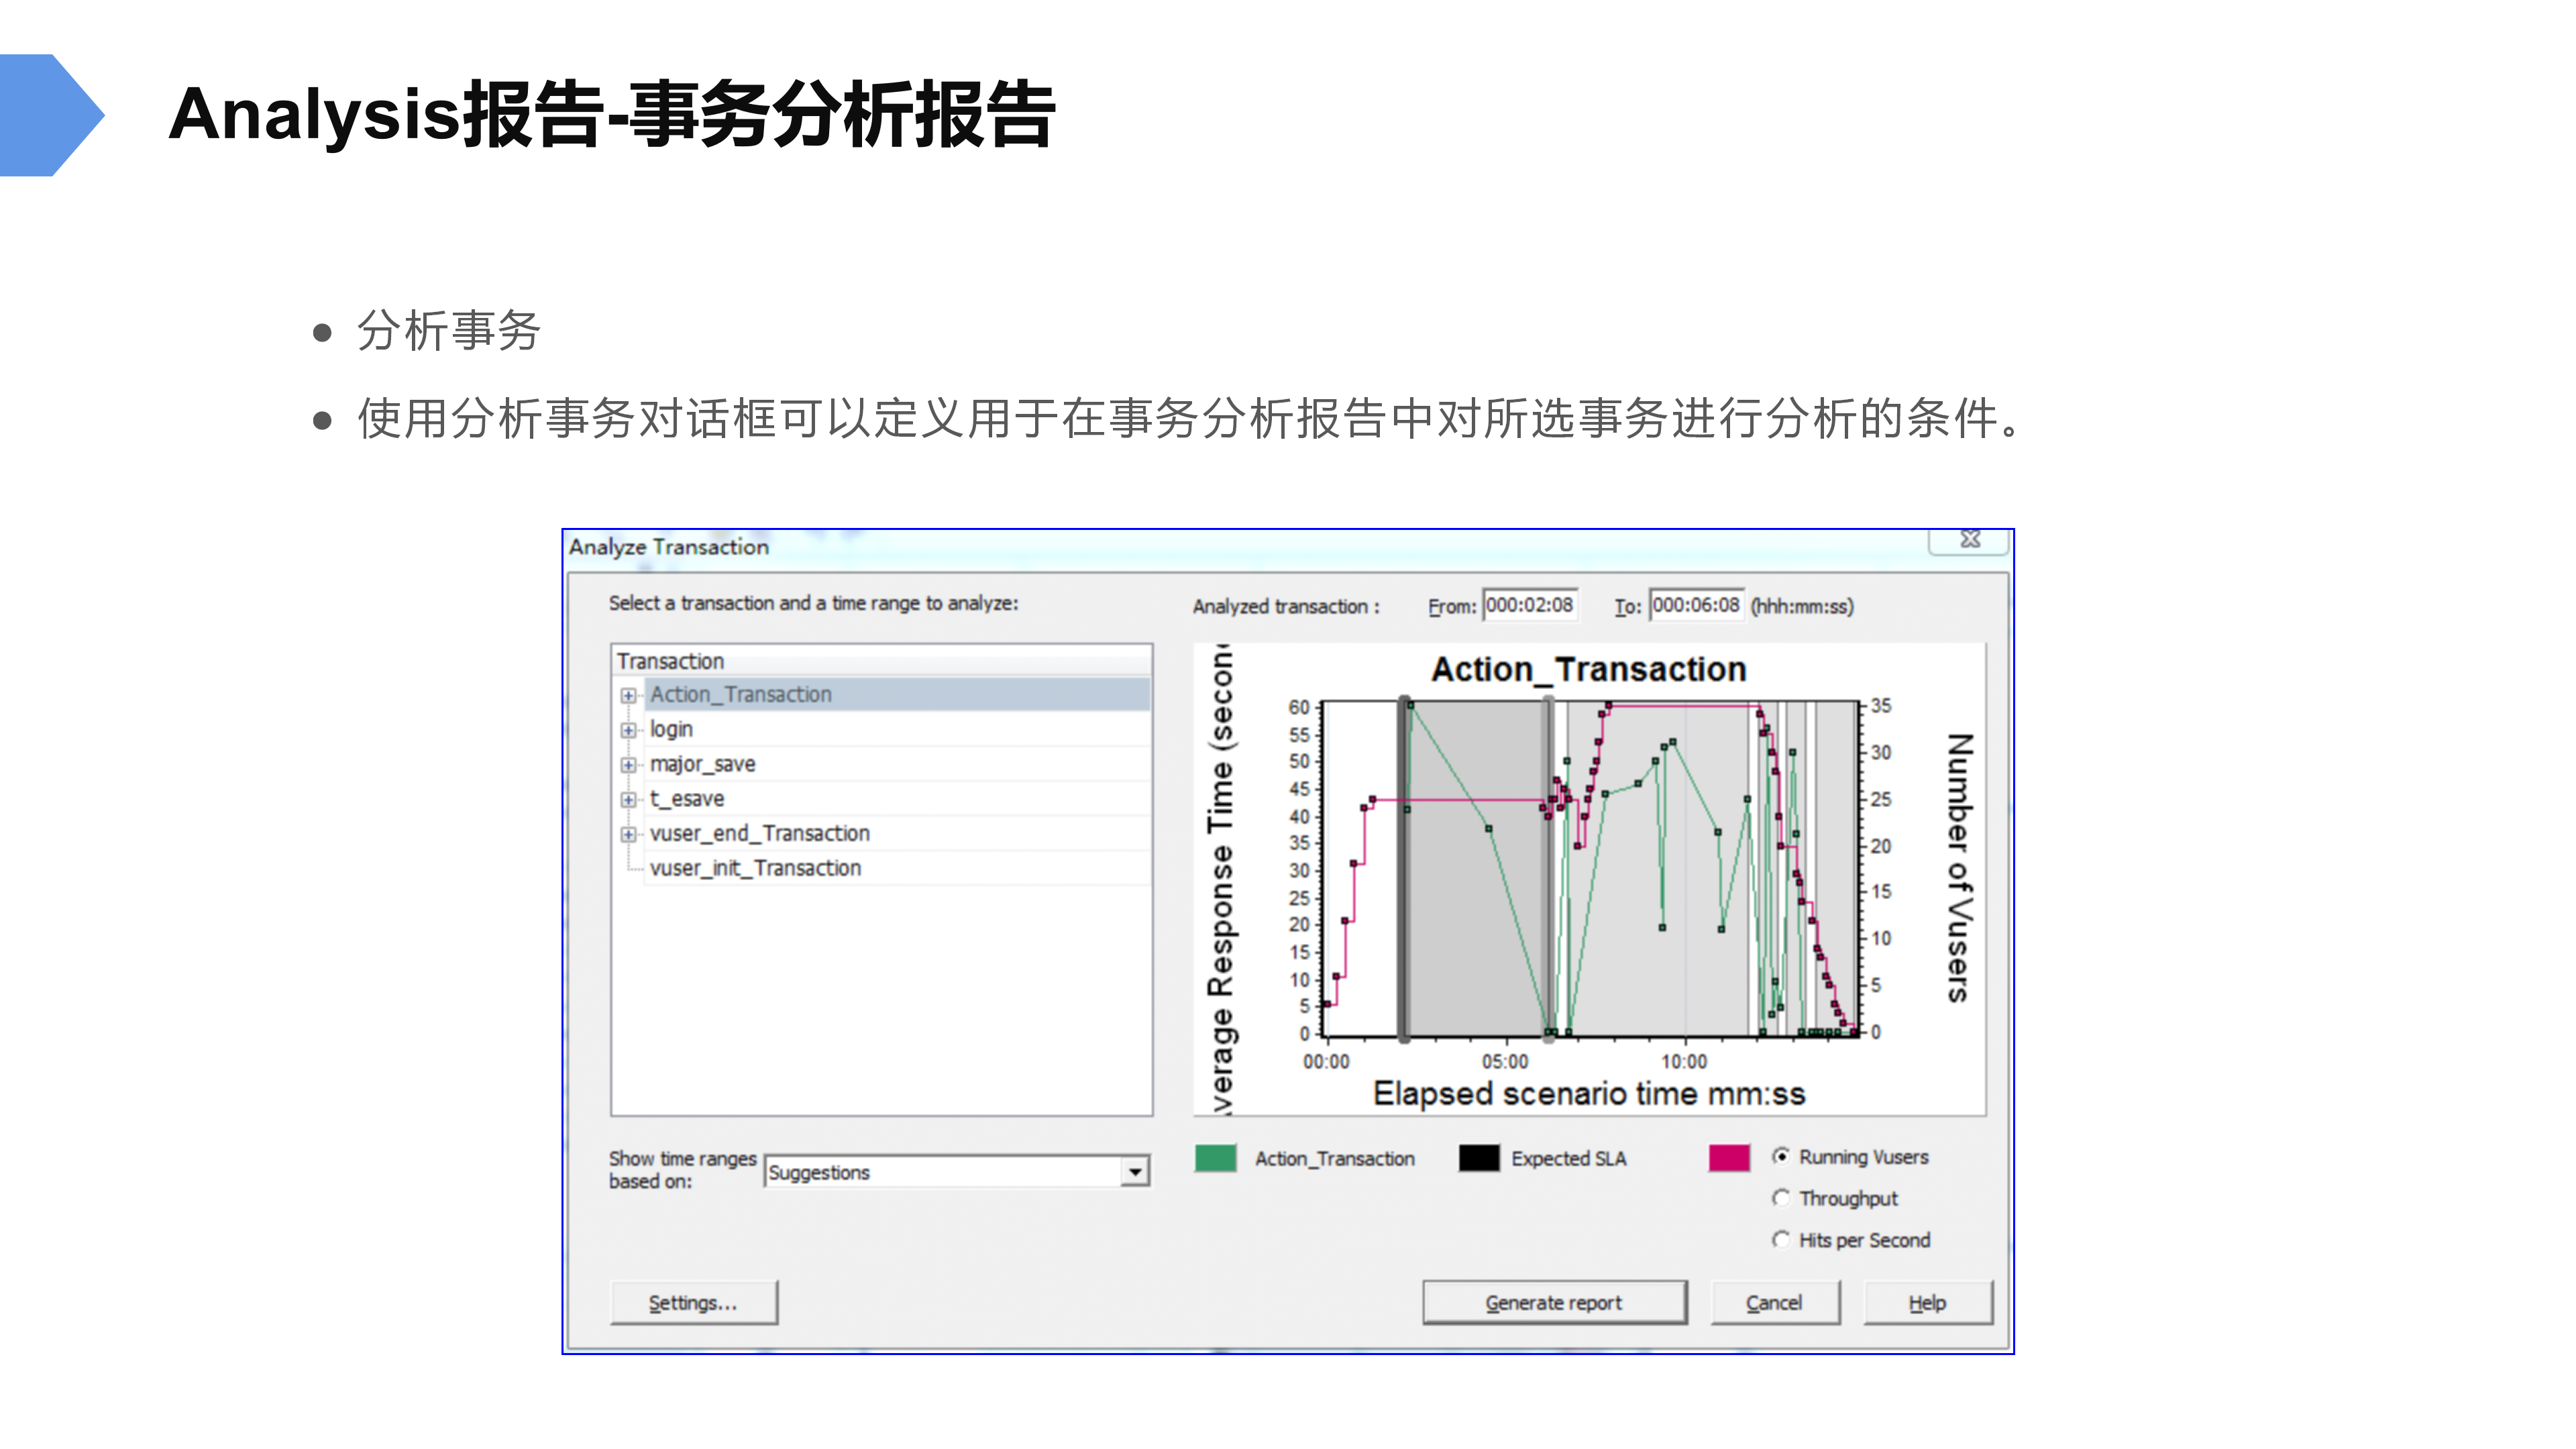 Analysis报告-事务分析报告
● 分析事务
● 使用分析事务对话框可以定义用于在事务分析报告中对所选事务进行分析的条件。
Analyze Transaction
Select a transaction and a time range to analyze:
Transaction
Action_Transaction
login
major_save
t_esave
vuser_end_Transaction
vuser_init_Transaction
Show time ranges
based on:
Suggestions
Settings...
Analyzed transaction :
From: 000:02:08
To: 000:06:08 (hhh:mm:ss)
Action_Transaction
verage Response Time (secon
60
55
50
45
40
35
30
25
20
15
10
5
0
35
30
25
20
15
10
5
0
Number of Vusers
00:00 05:00 10:00
Elapsed scenario time mm:ss
Action_Transaction
Expected SLA
Running Vusers
Throughput
Hits per Second
Generate report
Cancel
Help